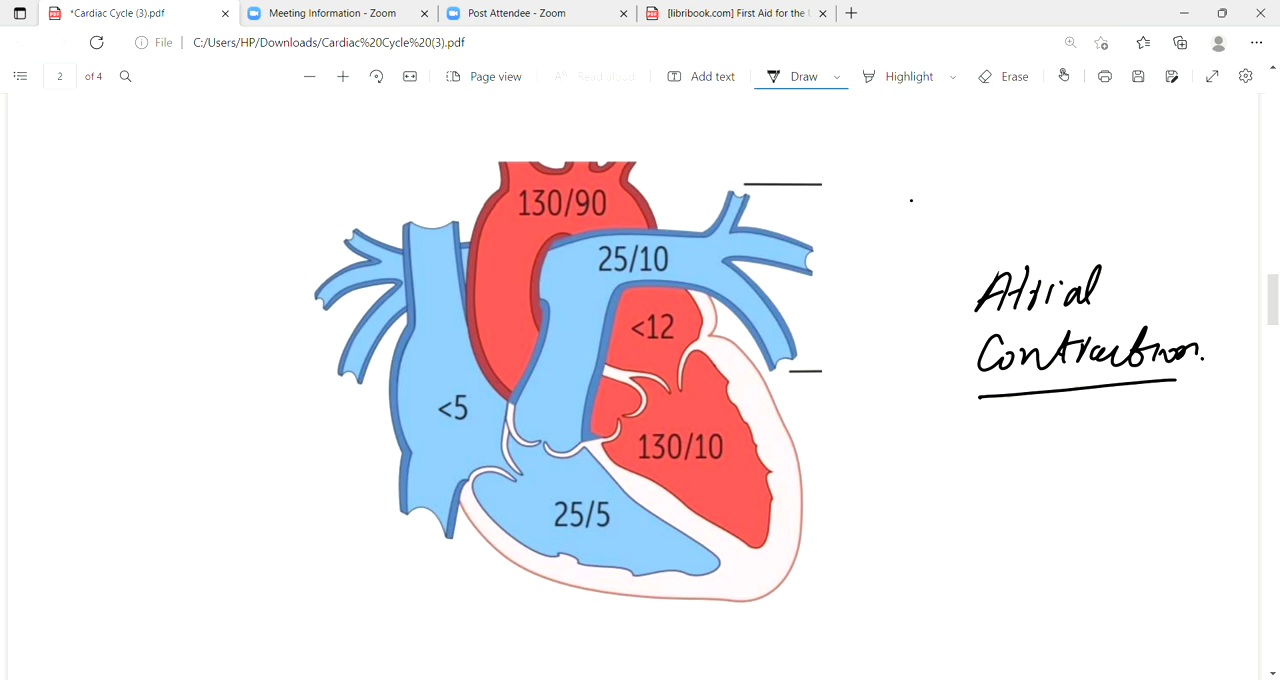 *Cardiac Cycle (3).pdf
Meeting Information - Zoom
Post Attendee - Zoom
[libribook.com] First Aid for the
File
C:/Users/HP/Downloads/Cardiac%20Cycle%20(3).pdf
2 of 4
Page view
Read aloud
Add text
Draw
Highlight
Erase
130/90
25/10
<12
<5
130/10
25/5
Atrial
Contraction.